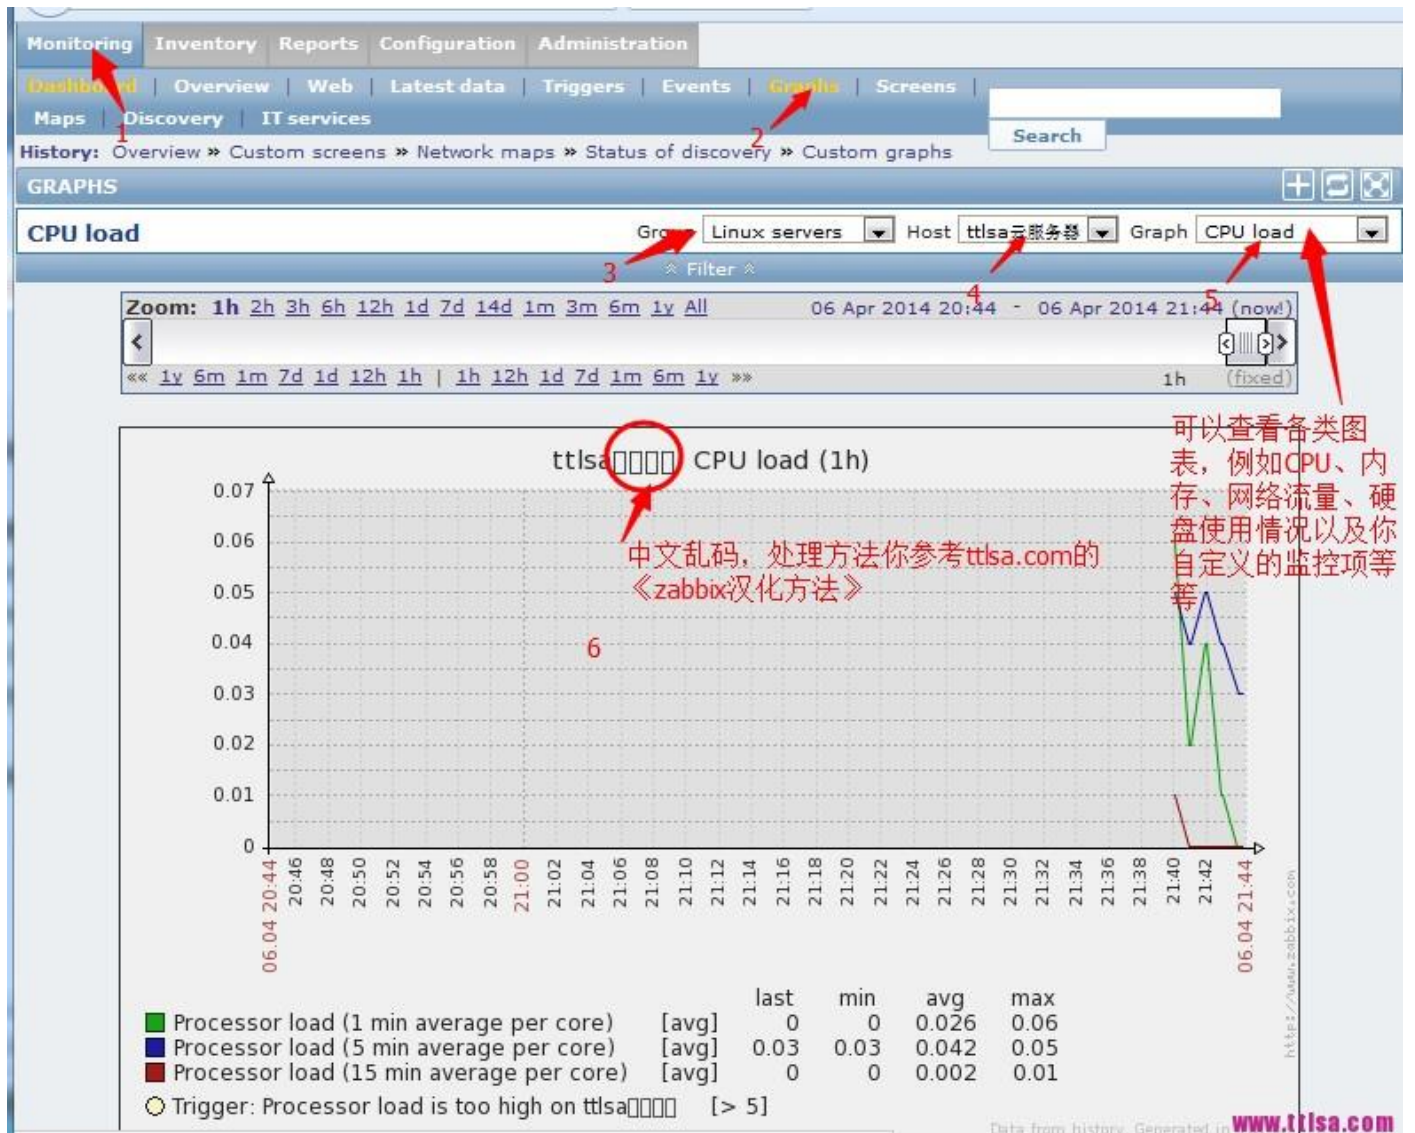 Monitoring Inventory Reports Configuration Administration
Dashboard | Overview | Web | Latest data | Triggers | Events | Graphs | Screens |
Maps | Discovery | IT services
1
2
Search
History: Overview » Custom screens » Network maps » Status of discovery » Custom graphs
GRAPHS
CPU load
Group Linux servers Host ttlsa云服务器 Graph CPU load
3
4
5
Filter
Zoom: 1h 2h 3h 6h 12h 1d 7d 14d 1m 3m 6m 1y All 06 Apr 2014 20:44 - 06 Apr 2014 21:44 (now!)
«« 1y 6m 1m 7d 1d 12h 1h | 1h 12h 1d 7d 1m 6m 1y »» 1h (fixed)
可以查看各类图
表，例如CPU、内
存、网络流量、硬
盘使用情况以及你
自定义的监控项等
等
ttlsa□□□□ CPU load (1h)
中文乱码，处理方法你参考ttlsa.com的
《zabbix汉化方法》
6
0.07
0.06
0.05
0.04
0.03
0.02
0.01
0
06.04 20:44 20:46 20:48 20:50 20:52 20:54 20:56 20:58 21:00 21:02 21:04 21:06 21:08 21:10 21:12 21:14 21:16 21:18 21:20 21:22 21:24 21:26 21:28 21:30 21:32 21:34 21:36 21:38 21:40 21:42 06.04 21:44
http://www.zabbix.com
last min avg max
Processor load (1 min average per core) [avg] 0 0 0.026 0.06
Processor load (5 min average per core) [avg] 0.03 0.03 0.042 0.05
Processor load (15 min average per core) [avg] 0 0 0.002 0.01
Trigger: Processor load is too high on ttlsa□□□□ [> 5]
Data from history. Generated in
www.ttlsa.com